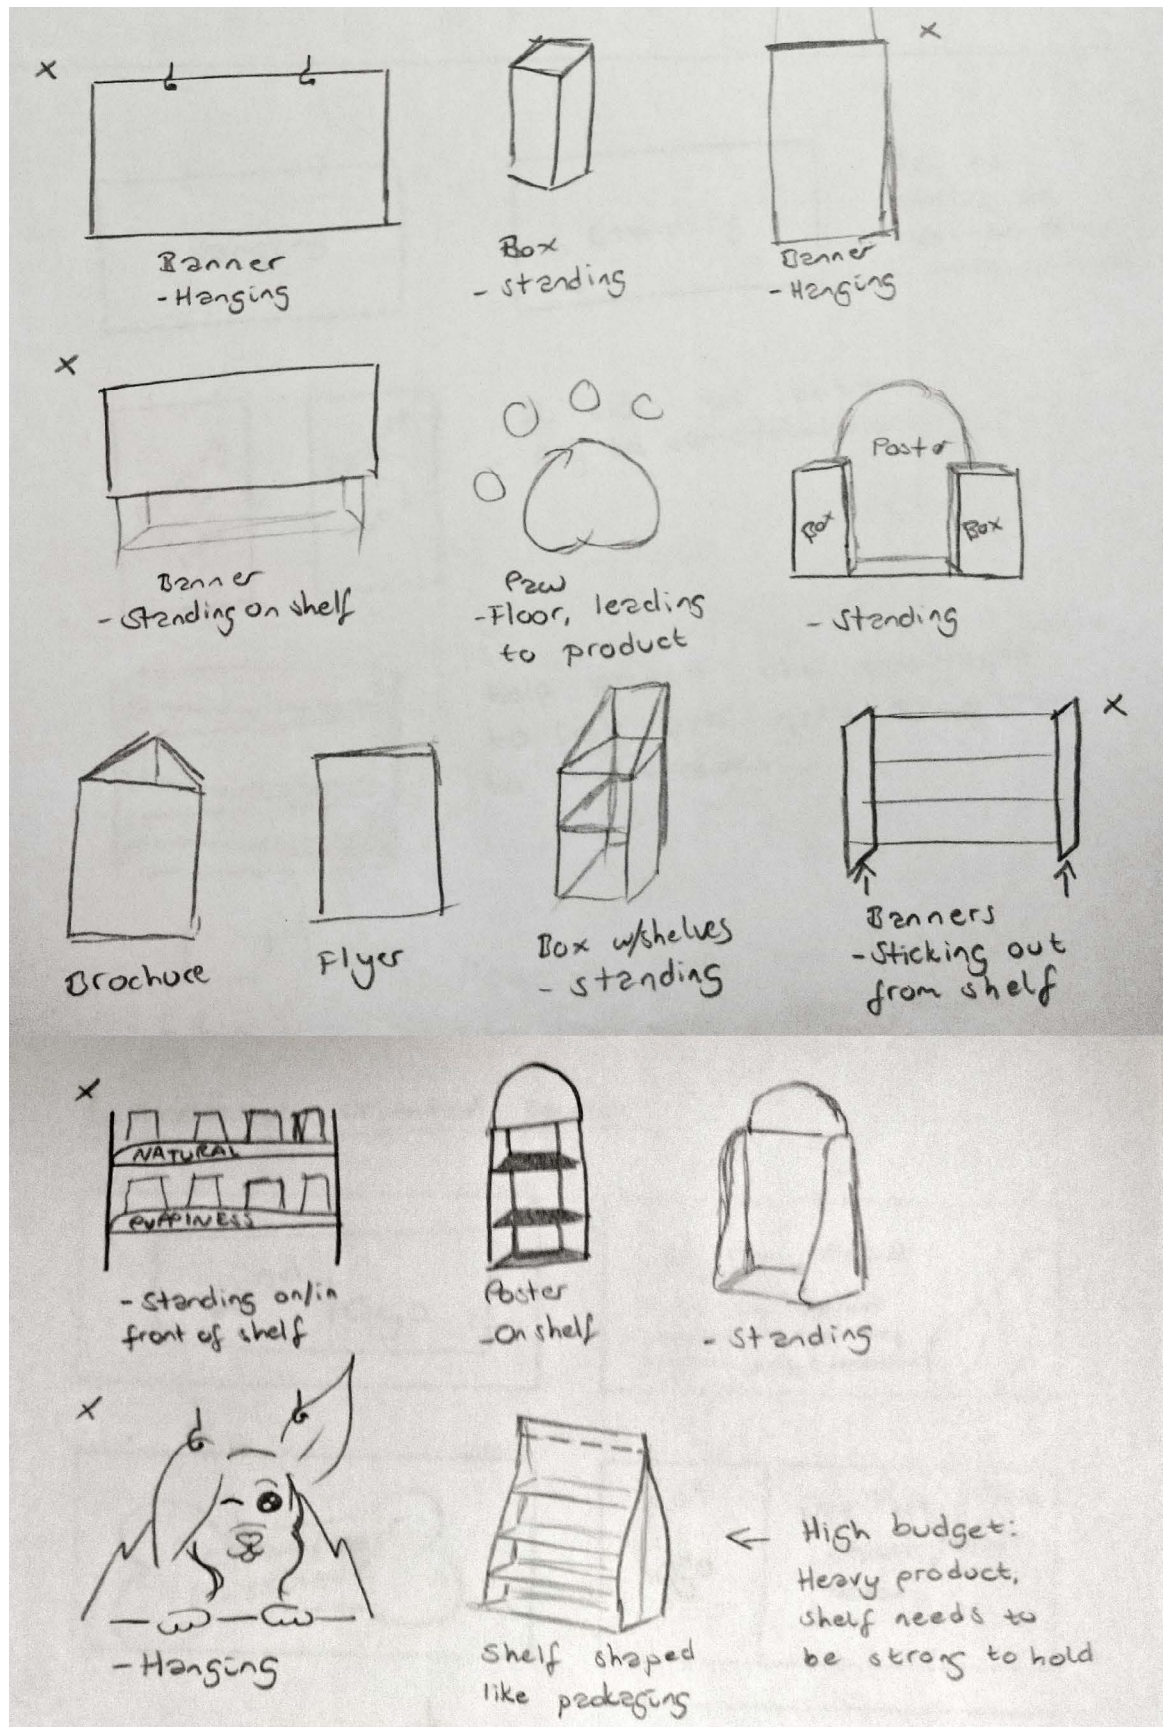 x
Banner
- Hanging
Box
- standing
x
Banner
- Hanging
x
Banner
- Standing on shelf
Paw
- Floor, leading
to product
Poster
Box
Box
- Standing
Brochure
Flyer
Box w/shelves
- standing
x
Banners
- Sticking out
from shelf
x
NATURAL
PUPPINESS
- Standing on/in
front of shelf
Poster
- On shelf
- Standing
x
- Hanging
Shelf shaped
like packaging
← High budget:
Heavy product,
shelf needs to
be strong to hold